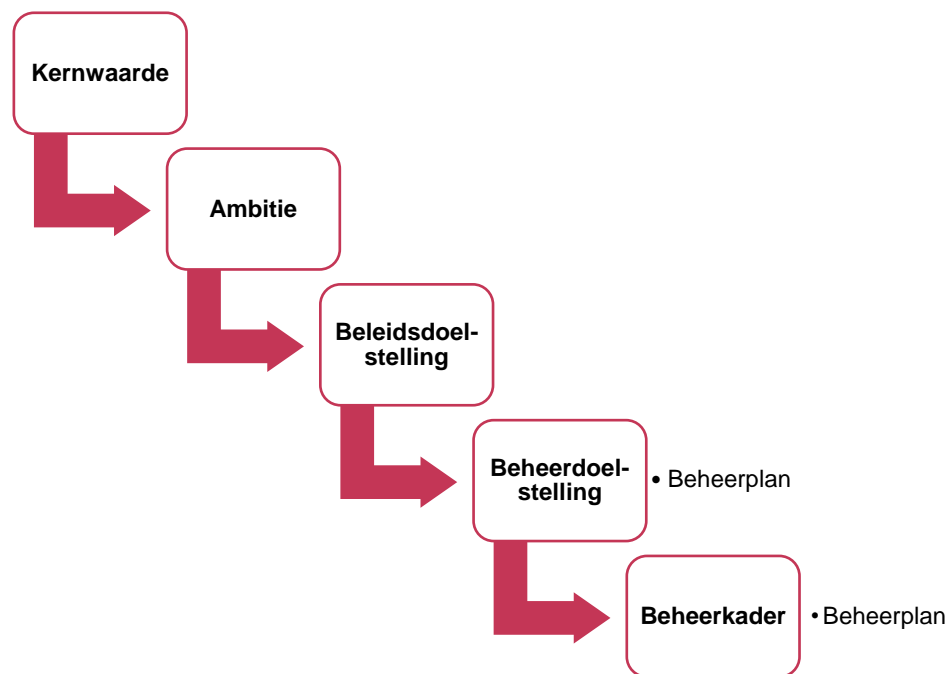 Kernwaarde
Ambitie
Beleidsdoel-
stelling
Beheerdoel-
stelling
• Beheerplan
Beheerkader
• Beheerplan